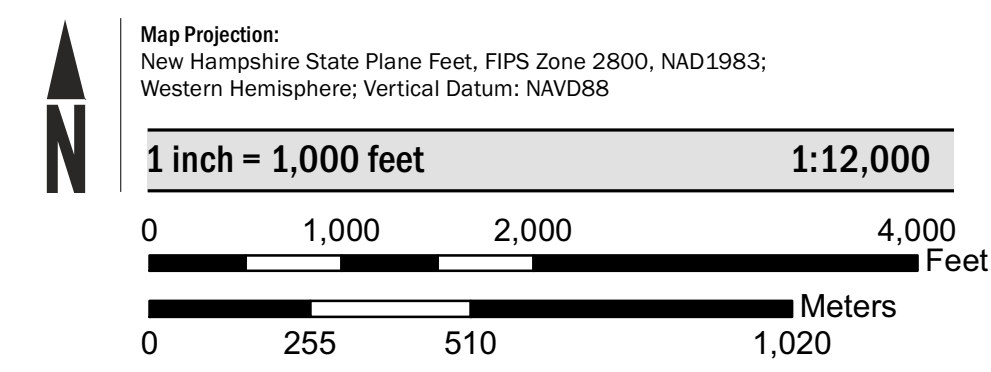 Map Projection:
New Hampshire State Plane Feet, FIPS Zone 2800, NAD1983;
Western Hemisphere; Vertical Datum: NAVD88
N
1 inch = 1,000 feet 1:12,000
0 1,000 2,000 4,000
Feet
Meters
0 255 510 1,020